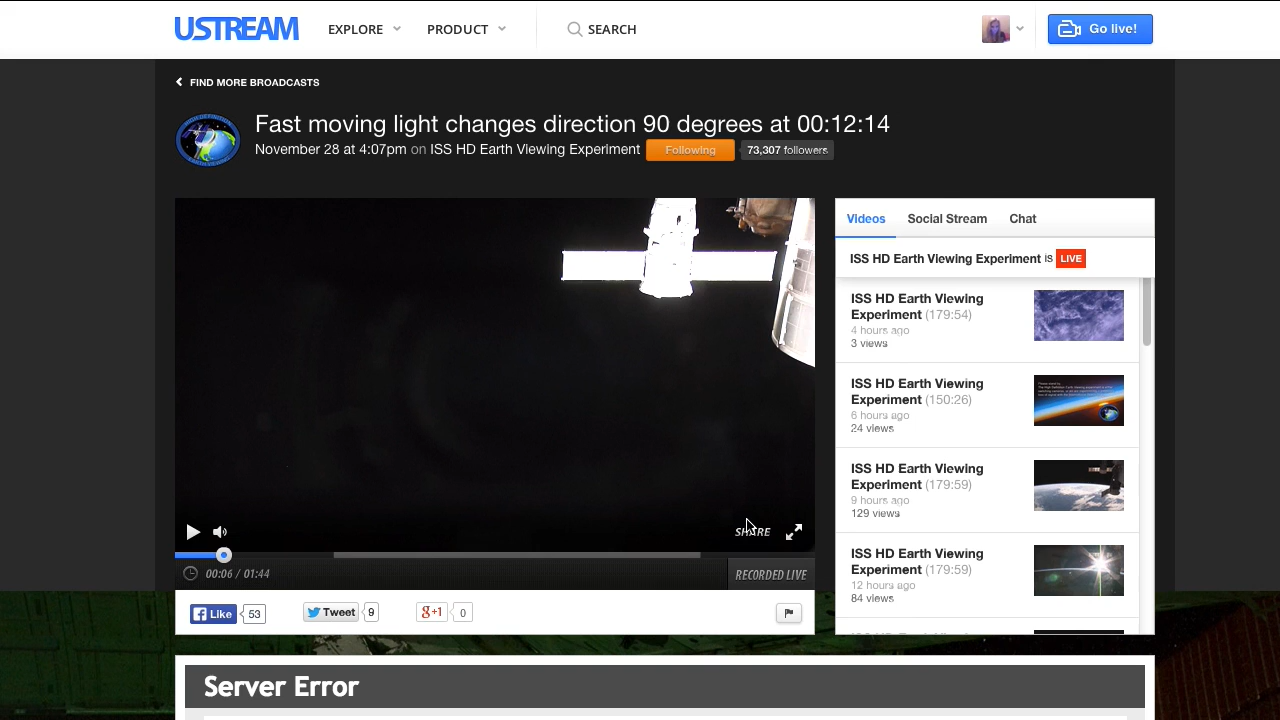 USTREAM EXPLORE PRODUCT SEARCH Go live!
FIND MORE BROADCASTS
Fast moving light changes direction 90 degrees at 00:12:14
November 28 at 4:07pm on ISS HD Earth Viewing Experiment Following 73,307 followers
Videos Social Stream Chat
ISS HD Earth Viewing Experiment is LIVE
ISS HD Earth Viewing
Experiment (179:54)
4 hours ago
3 views
ISS HD Earth Viewing
Experiment (150:26)
6 hours ago
24 views
ISS HD Earth Viewing
Experiment (179:59)
9 hours ago
129 views
ISS HD Earth Viewing
Experiment (179:59)
12 hours ago
84 views
SHARE
00:06 / 01:44 RECORDED LIVE
Like 53 Tweet 9 g+1 0
Server Error